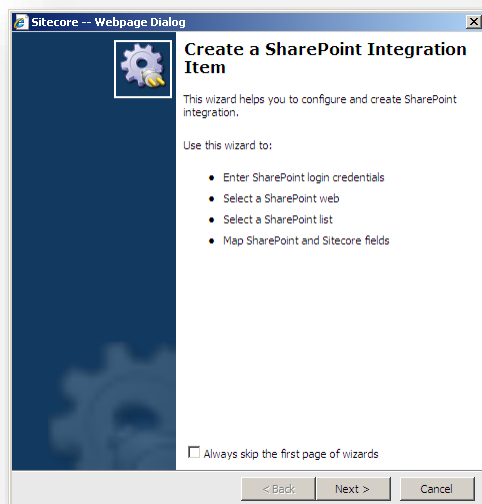 Sitecore -- Webpage Dialog
Create a SharePoint Integration
Item
This wizard helps you to configure and create SharePoint
integration.
Use this wizard to:
• Enter SharePoint login credentials
• Select a SharePoint web
• Select a SharePoint list
• Map SharePoint and Sitecore fields
Always skip the first page of wizards
< Back Next > Cancel